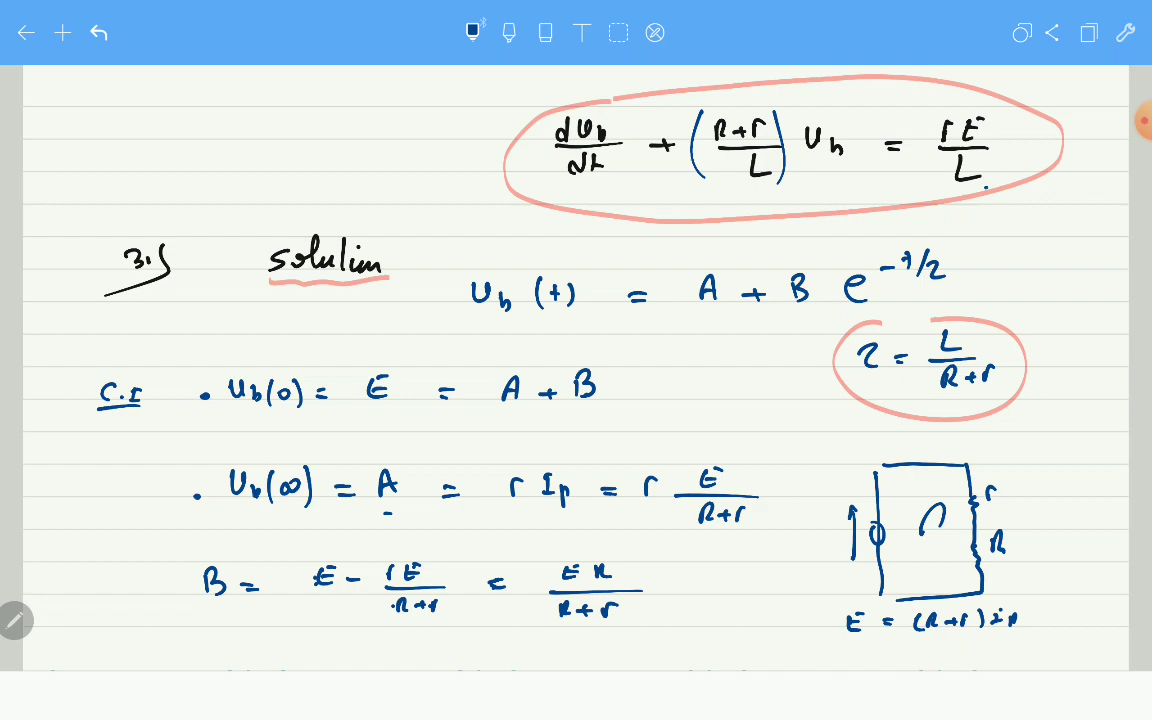 dUb/dt + (R+r/L) Ub = rE/L
3.) solution
Ub(t) = A + B e^-t/τ
τ = L/R+r
C.I . Ub(0) = E = A + B
. Ub(∞) = A = r Ip = r E/R+r
r
R
B = E - rE/R+r = ER/R+r
E = (R+r) ip